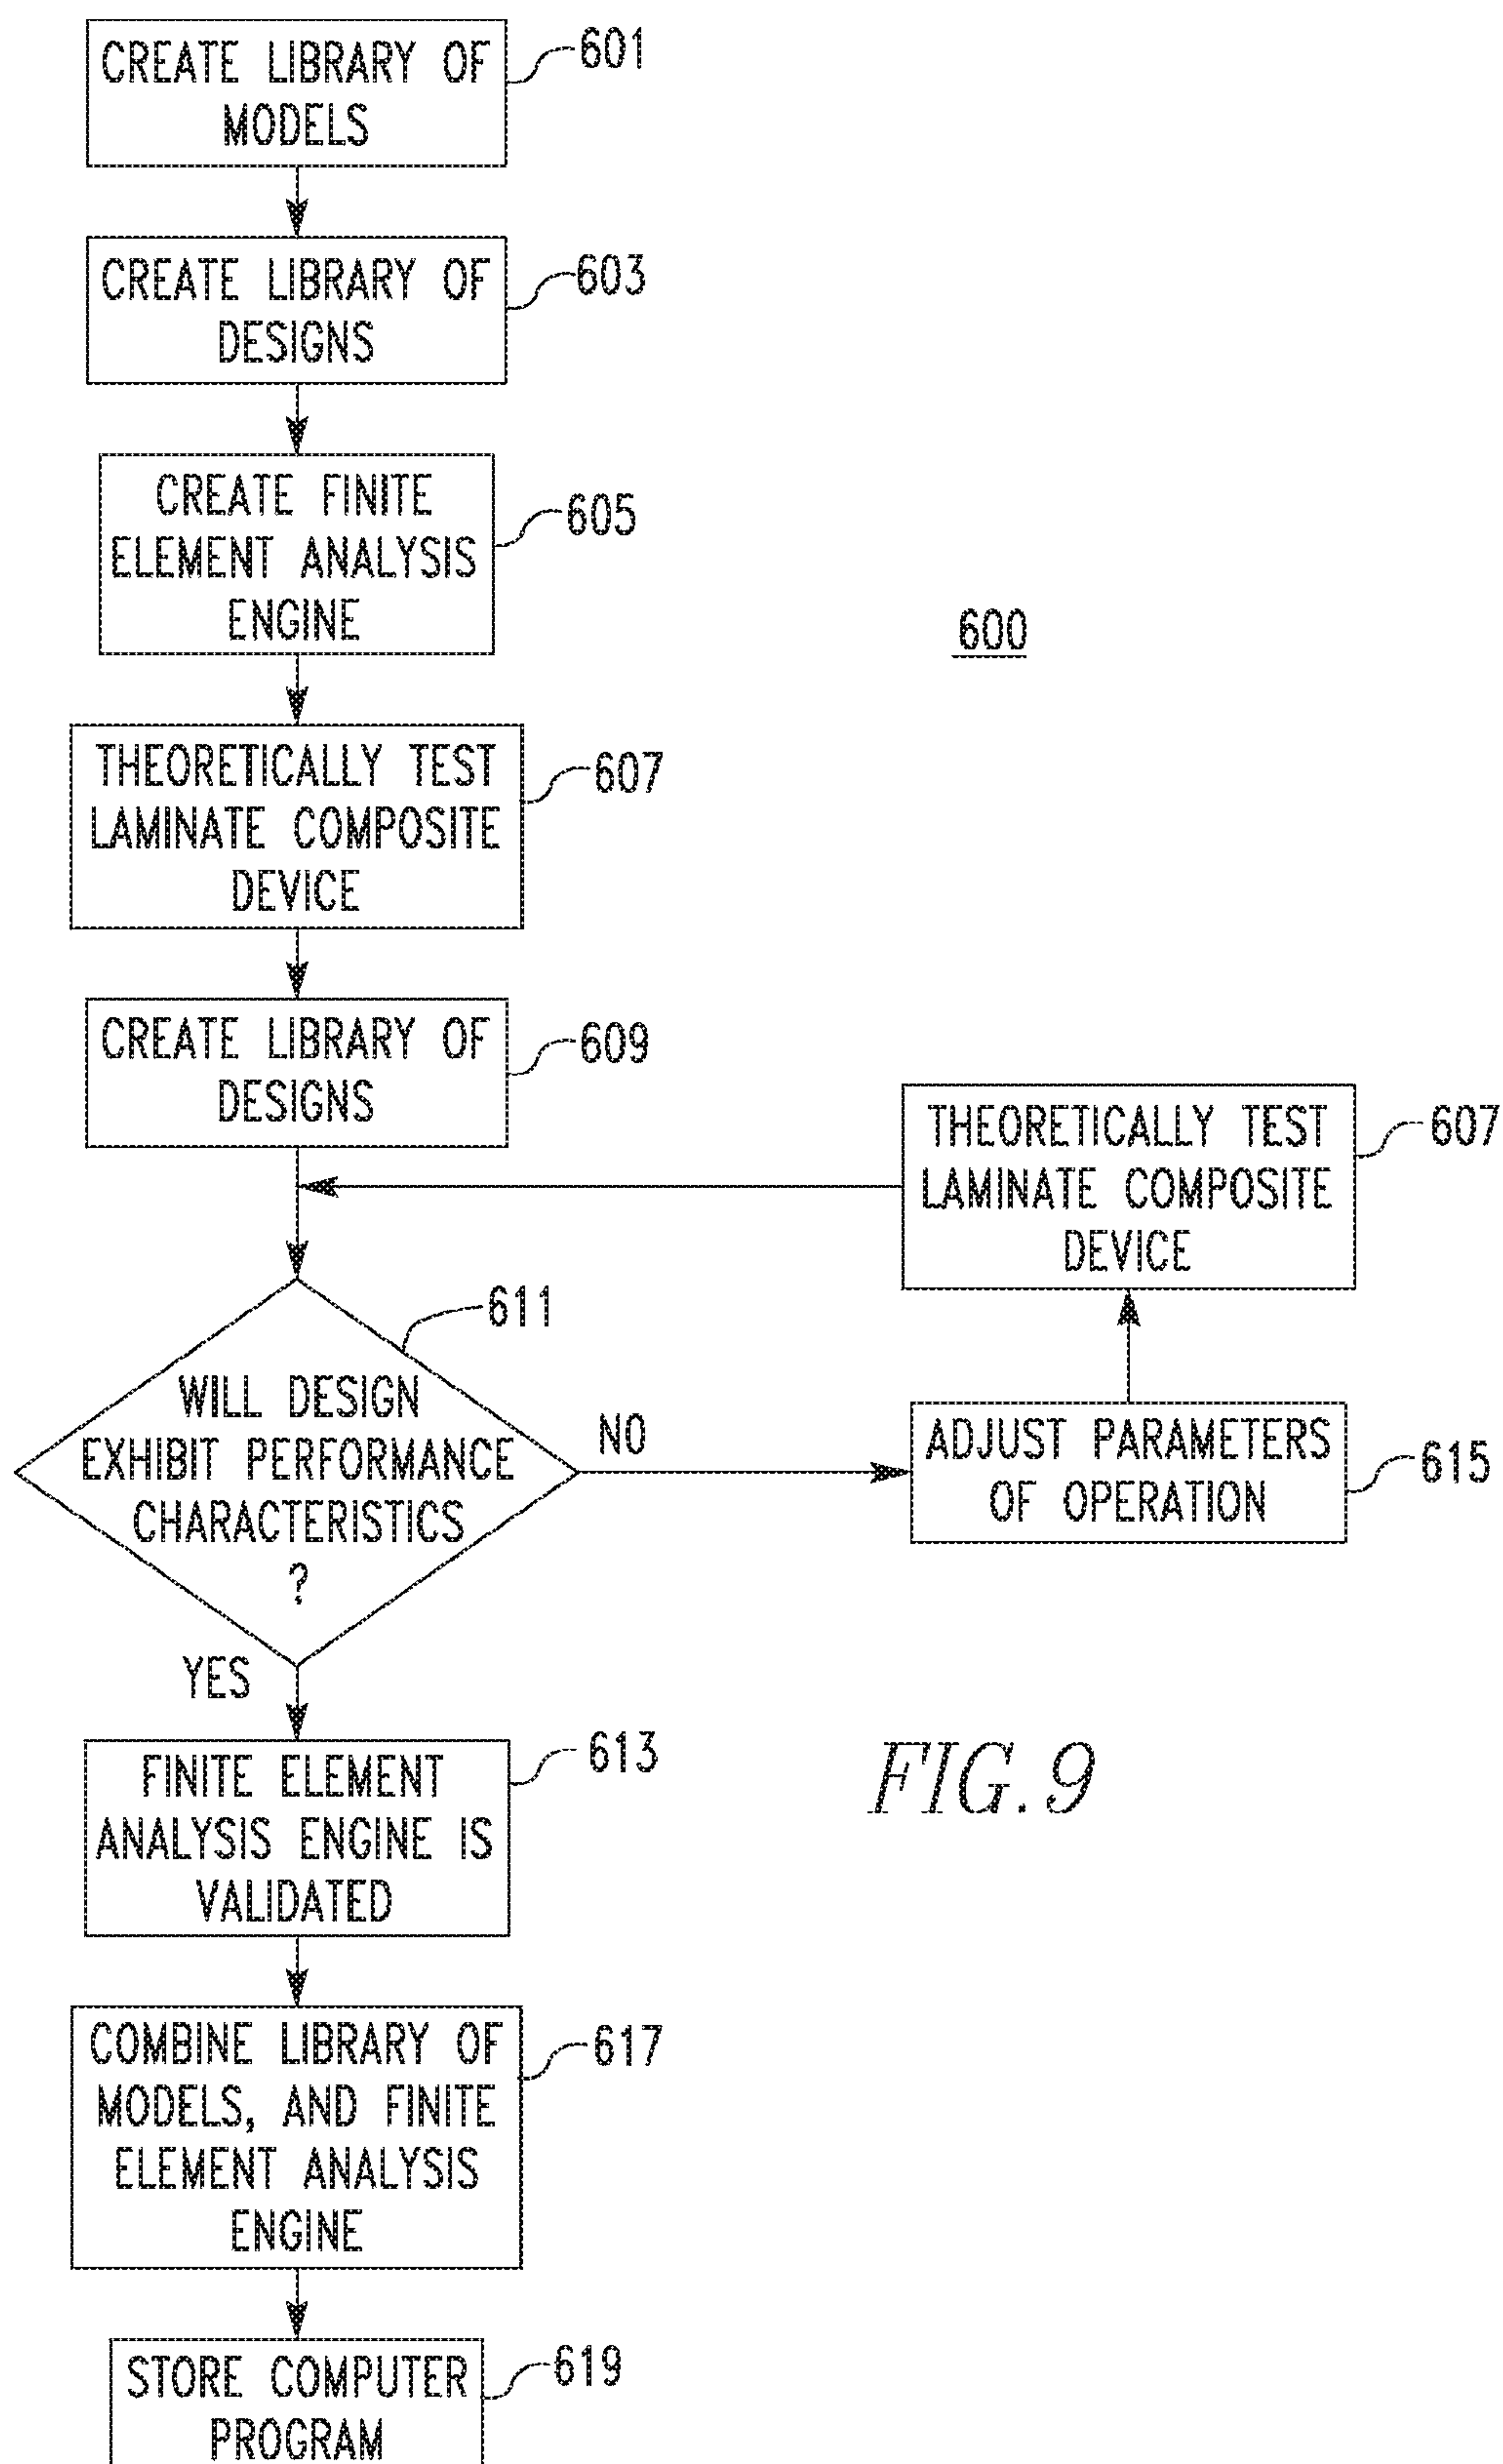 CREATE LIBRARY OF
MODELS
601
CREATE LIBRARY OF
DESIGNS
603
CREATE FINITE
ELEMENT ANALYSIS
ENGINE
605
600
THEORETICALLY TEST
LAMINATE COMPOSITE
DEVICE
607
CREATE LIBRARY OF
DESIGNS
609
THEORETICALLY TEST
LAMINATE COMPOSITE
DEVICE
607
611
WILL DESIGN
EXHIBIT PERFORMANCE
CHARACTERISTICS
?
NO
ADJUST PARAMETERS
OF OPERATION
615
YES
FINITE ELEMENT
ANALYSIS ENGINE IS
VALIDATED
613
FIG. 9
COMBINE LIBRARY OF
MODELS, AND FINITE
ELEMENT ANALYSIS
ENGINE
617
STORE COMPUTER
PROGRAM
619